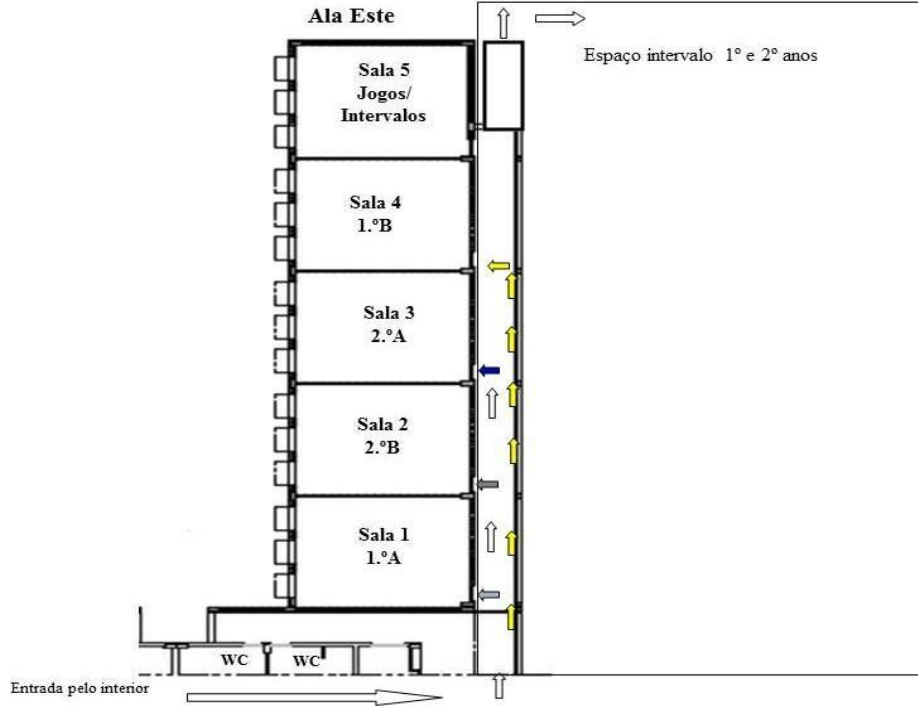 Ala Este
Espaço intervalo 1º e 2º anos
Sala 5
Jogos/
Intervalos
Sala 4
1.ºB
Sala 3
2.ºA
Sala 2
2.ºB
Sala 1
1.ºA
WC
WC
Entrada pelo interior